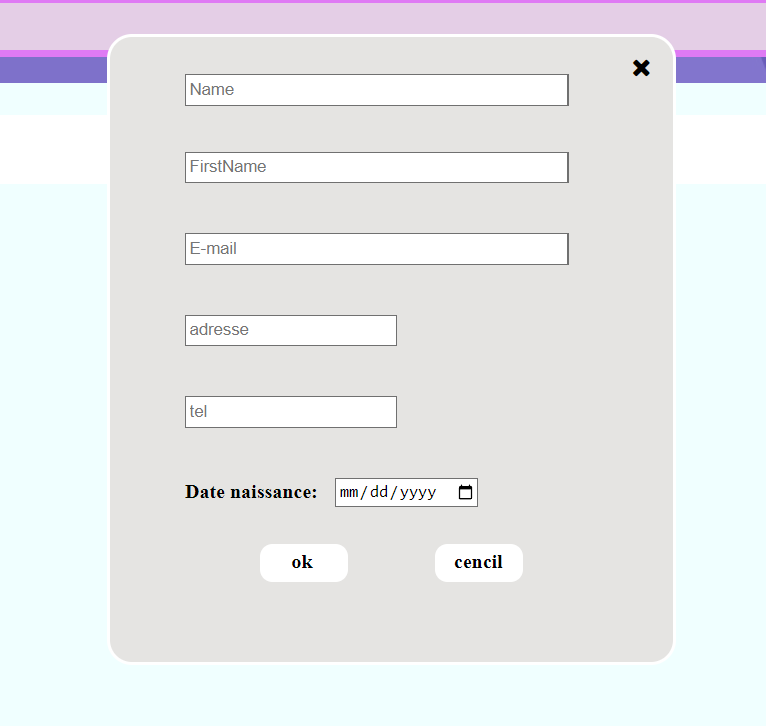 Name
FirstName
E-mail
adresse
tel
Date naissance: mm/dd/yyyy
ok cencil